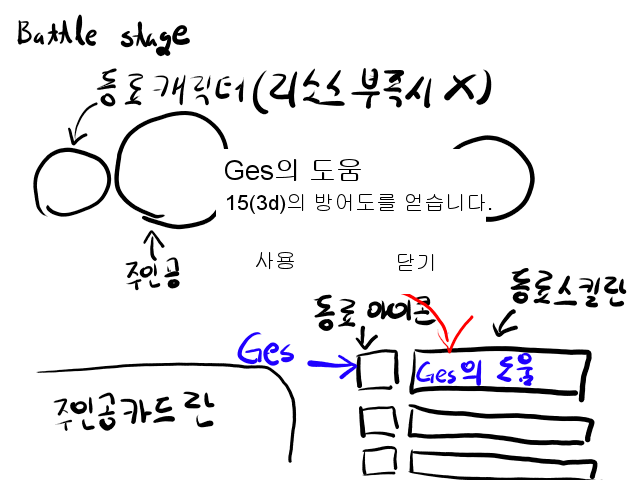 Battle stage
동료캐릭터(리소스 부족시 X)
Ges의 도움
15(3d)의 방어도를 얻습니다.
주인공
사용
닫기
동료스킬란
동료 아이콘
Ges
Ges의 도움
주인공카드란